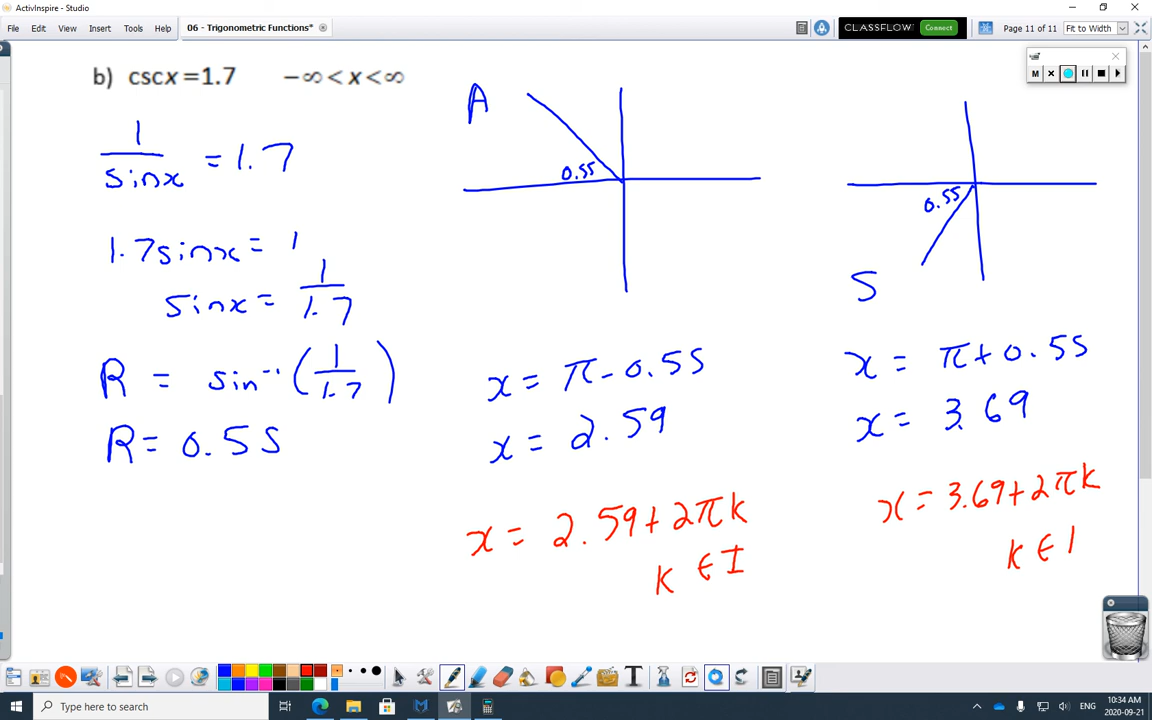 ActivInspire - Studio
File Edit View Insert Tools Help
06 - Trigonometric Functions*
CLASSFLOW Connect
Page 11 of 11
Fit to Width
b) cscx = 1.7 −∞ < x < ∞
1/sinx = 1.7
1.7sinx = 1
sinx = 1/1.7
R = sin⁻¹(1/1.7)
R = 0.55
A
0.55
x = π - 0.55
x = 2.59
x = 2.59 + 2πk
k ∈ I
0.55
S
x = π + 0.55
x = 3.69
x = 3.69 + 2πk
k ∈ I
M
T
Type here to search
ENG
10:34 AM
2020-09-21